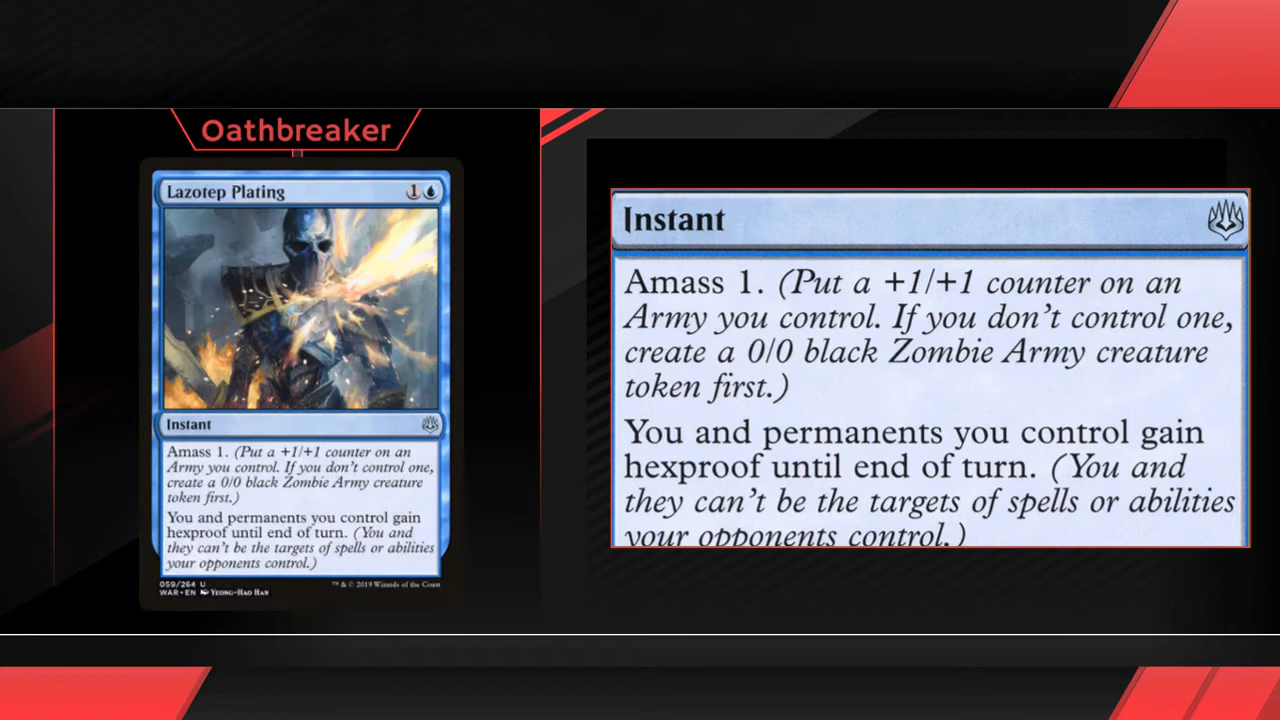 Oathbreaker
Lazotep Plating 1
Instant
Amass 1. (Put a +1/+1 counter on an
Army you control. If you don't control one,
create a 0/0 black Zombie Army creature
token first.)
You and permanents you control gain
hexproof until end of turn. (You and
they can't be the targets of spells or abilities
your opponents control.)
059/264 U
WAR • EN Yeong-Hao Han
™ & © 2019 Wizards of the Coast
Instant
Amass 1. (Put a +1/+1 counter on an
Army you control. If you don't control one,
create a 0/0 black Zombie Army creature
token first.)
You and permanents you control gain
hexproof until end of turn. (You and
they can't be the targets of spells or abilities
your opponents control.)